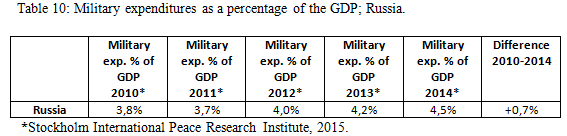 Table 10: Military expenditures as a percentage of the GDP; Russia.
Military exp. % of GDP 2010* Military exp. % of GDP 2011* Military exp. % of GDP 2012* Military exp. % of GDP 2013* Military exp. % of GDP 2014* Difference 2010-2014
Russia 3,8% 3,7% 4,0% 4,2% 4,5% +0,7%
*Stockholm International Peace Research Institute, 2015.